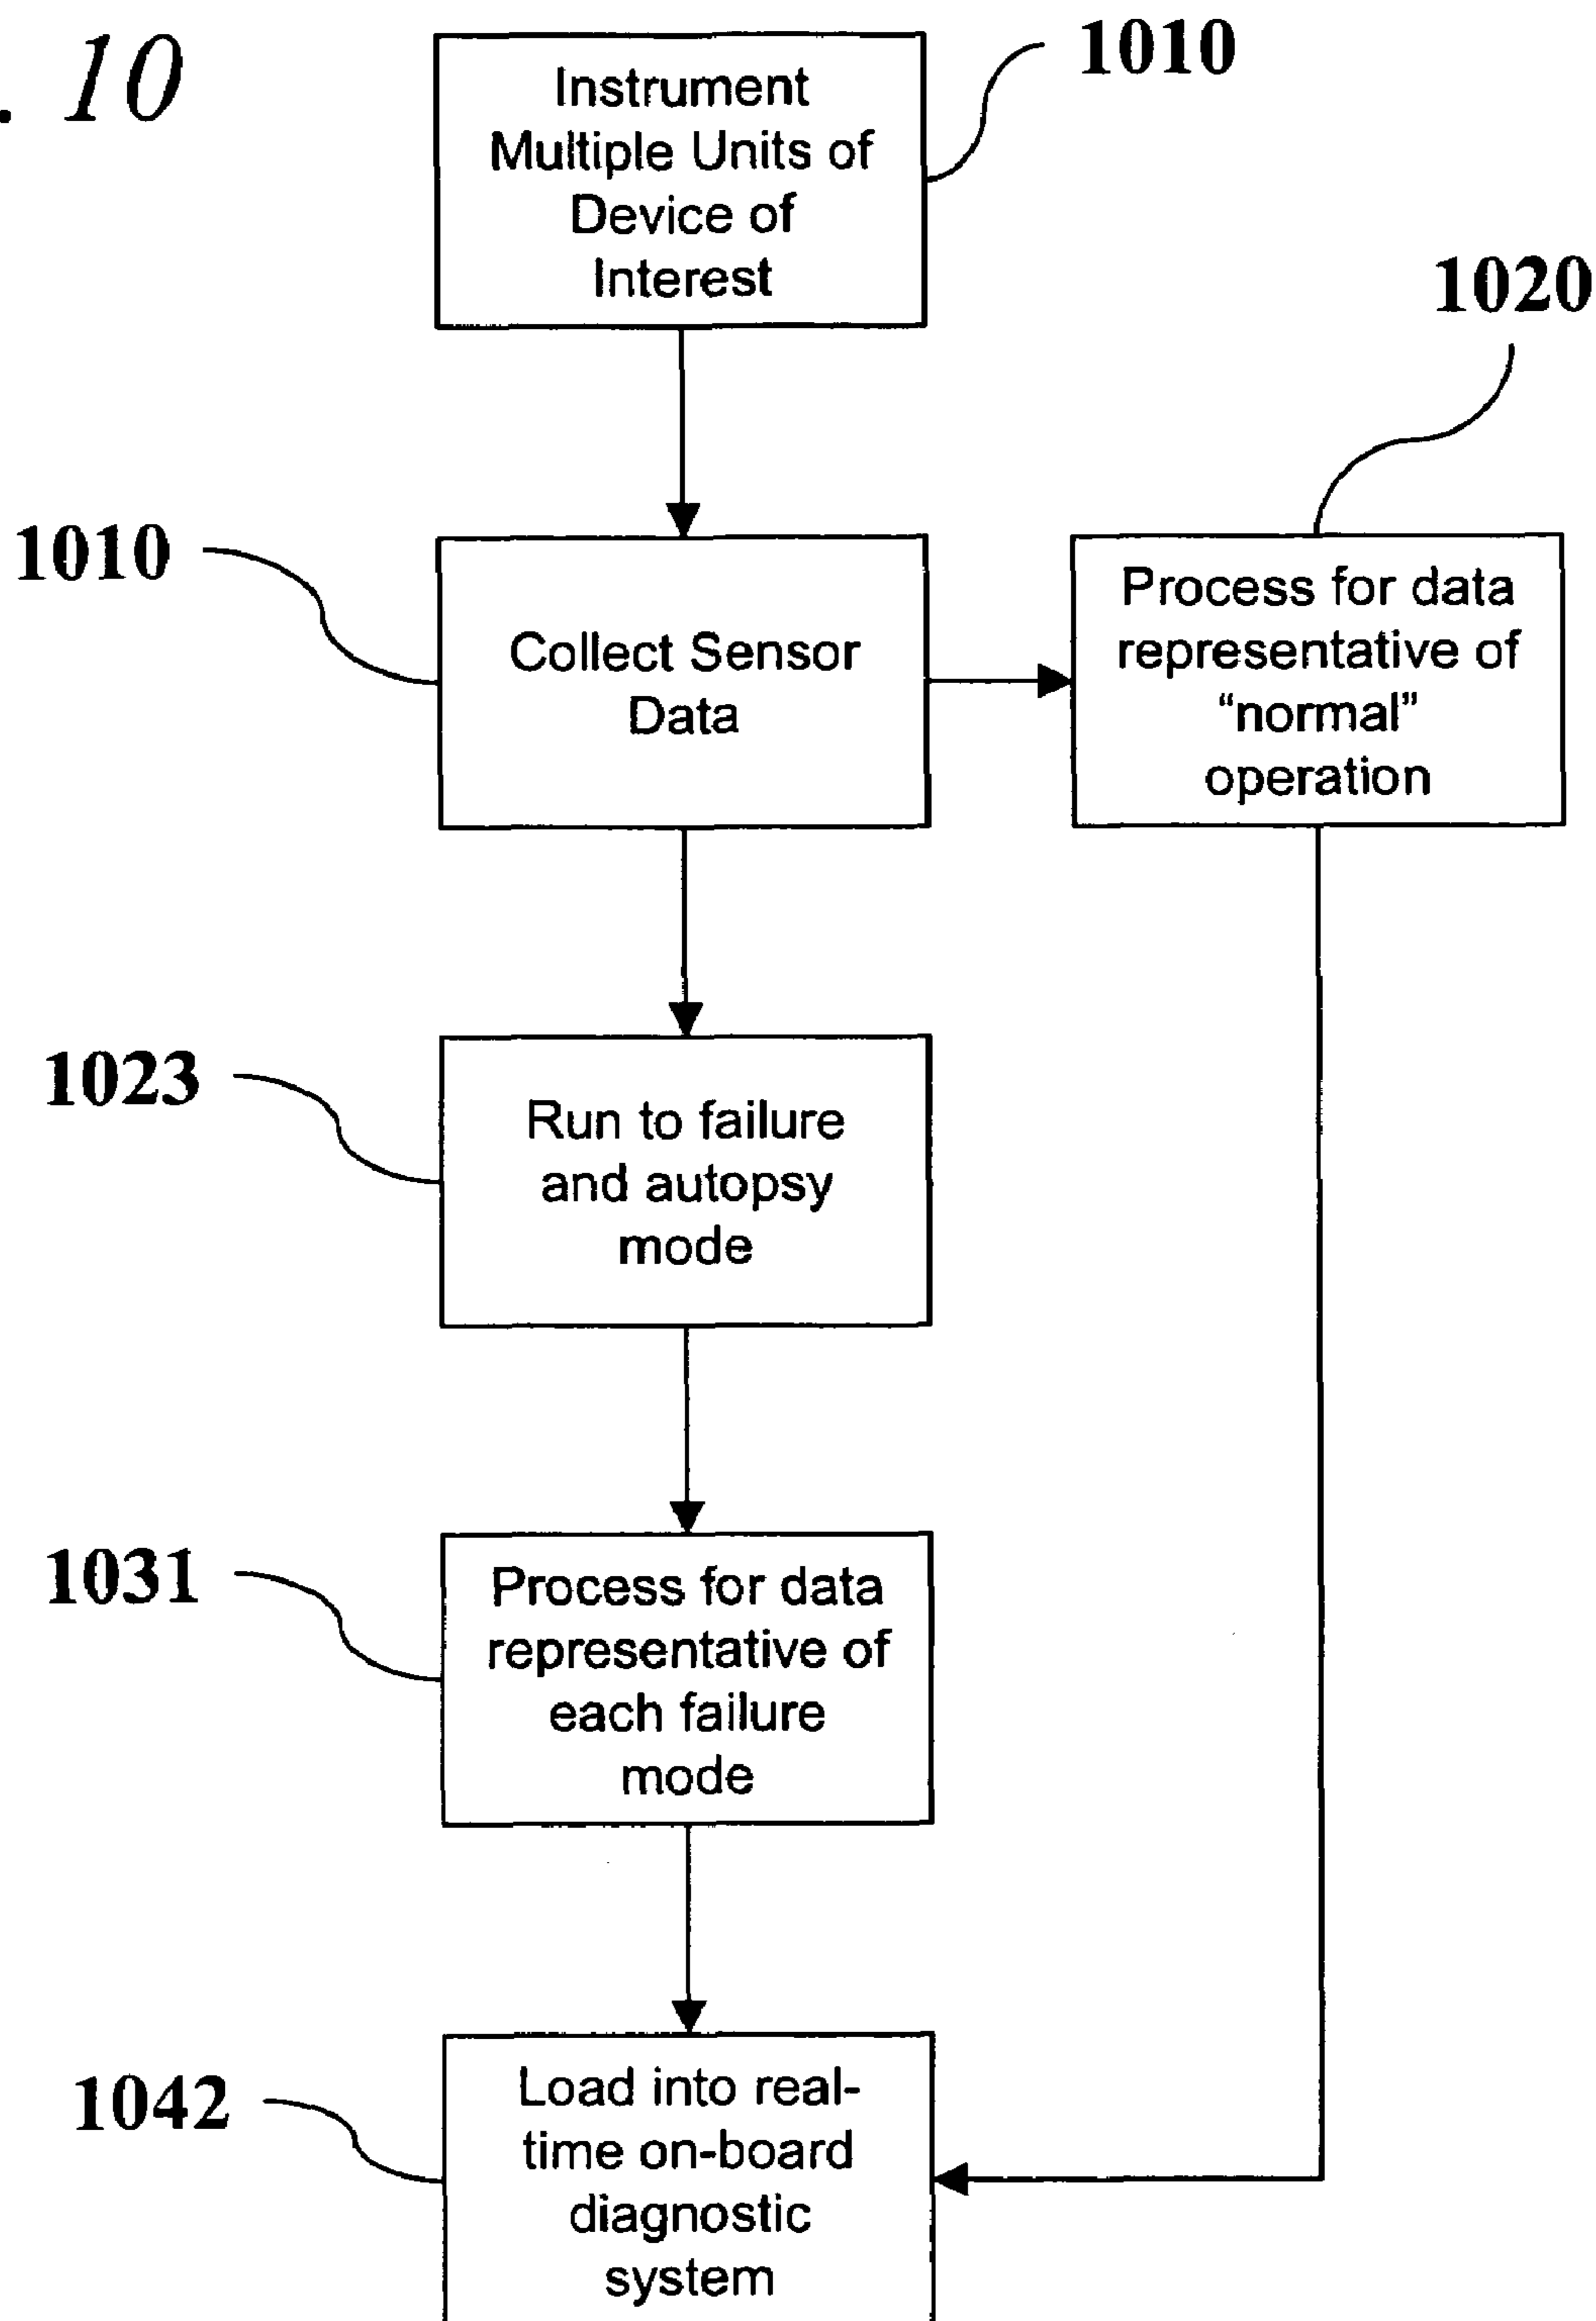 . 10
1010
Instrument
Multiple Units of
Device of
Interest
1020
1010
Collect Sensor
Data
Process for data
representative of
“normal”
operation
1023
Run to failure
and autopsy
mode
1031
Process for data
representative of
each failure
mode
1042
Load into real-
time on-board
diagnostic
system